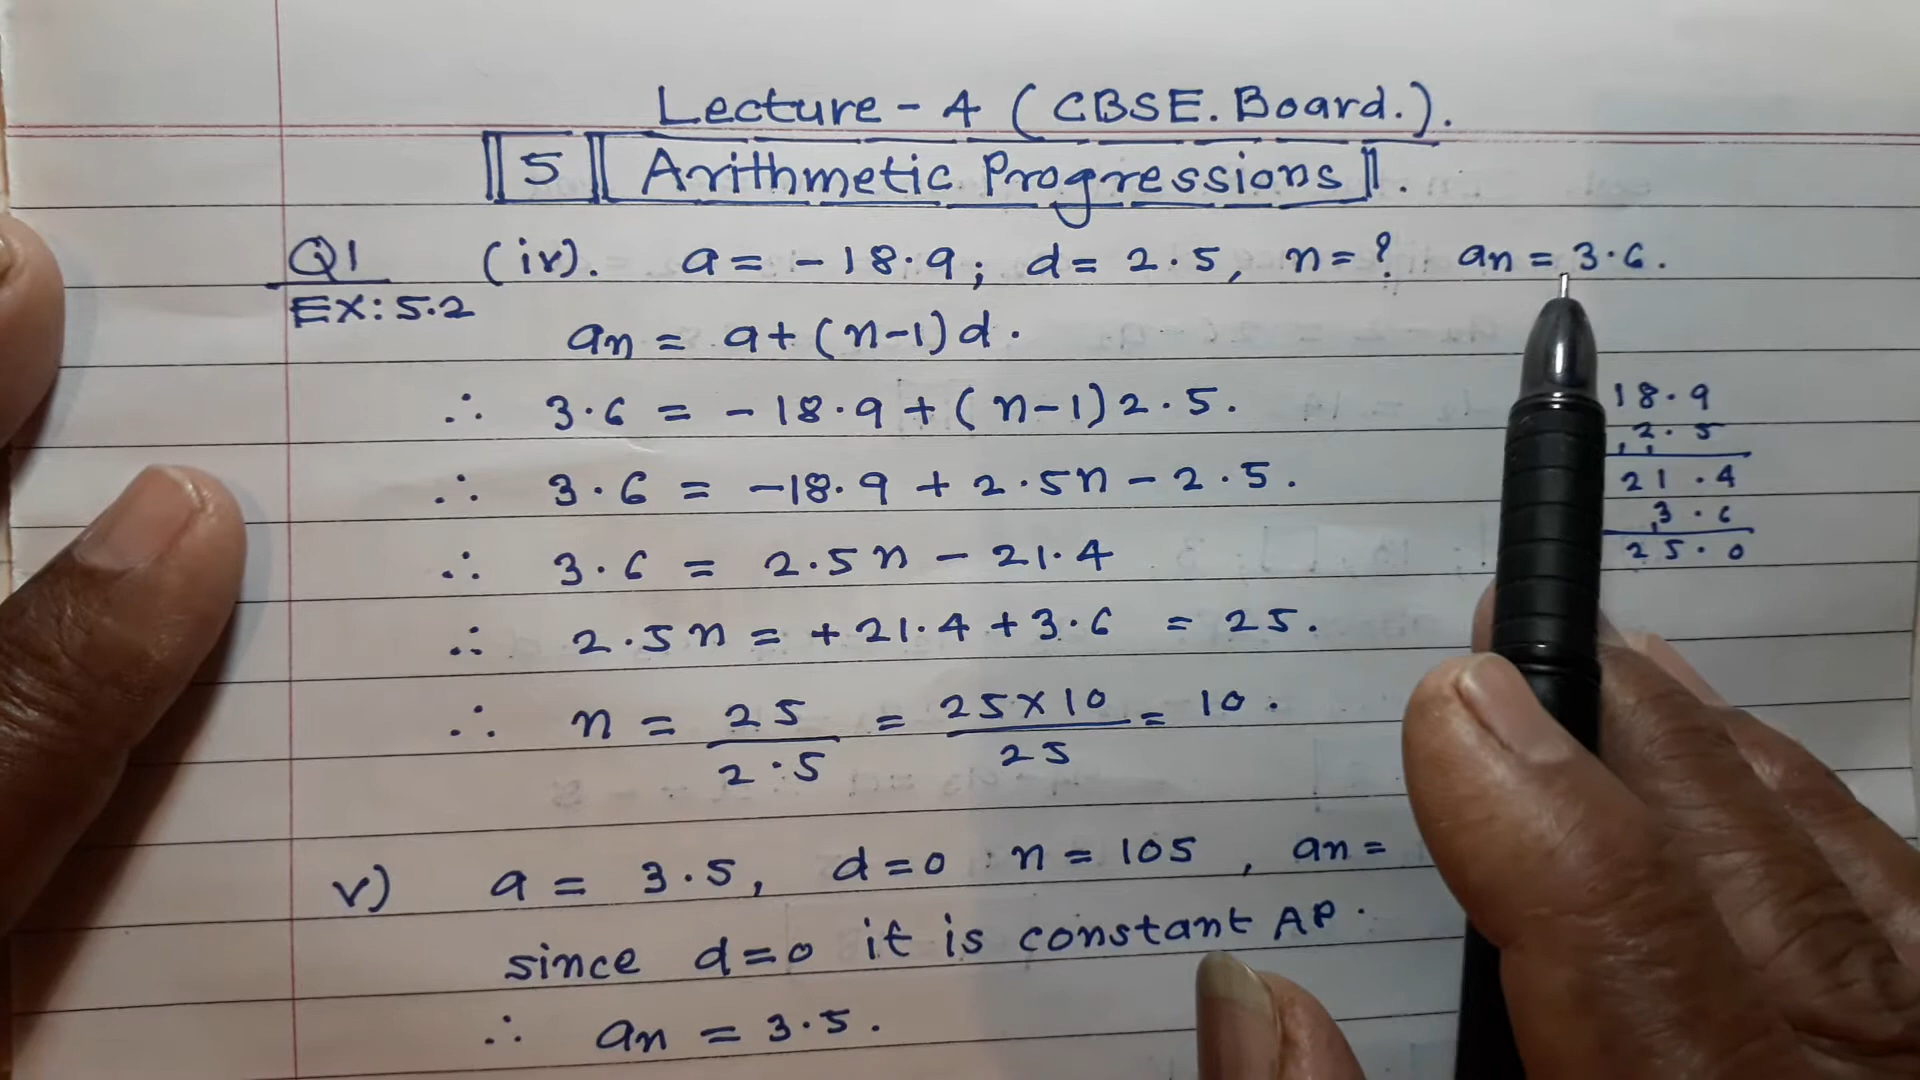 Lecture - 4 (CBSE. Board.).
5 Arithmetic Progressions.
Q1 (iv). a = -18.9; d = 2.5, n = ? an = 3.6.
EX: 5.2
an = a + (n-1) d.
∴ 3.6 = -18.9 + (n-1) 2.5.
∴ 3.6 = -18.9 + 2.5n - 2.5.
∴ 3.6 = 2.5n - 21.4
∴ 2.5n = +21.4 + 3.6 = 25.
∴ n = 25/2.5 = 25×10/25 = 10.
18.9
2.5
21.4
3.6
25.0
v) a = 3.5, d = 0 n = 105, an =
since d = 0 it is constant AP.
∴ an = 3.5.